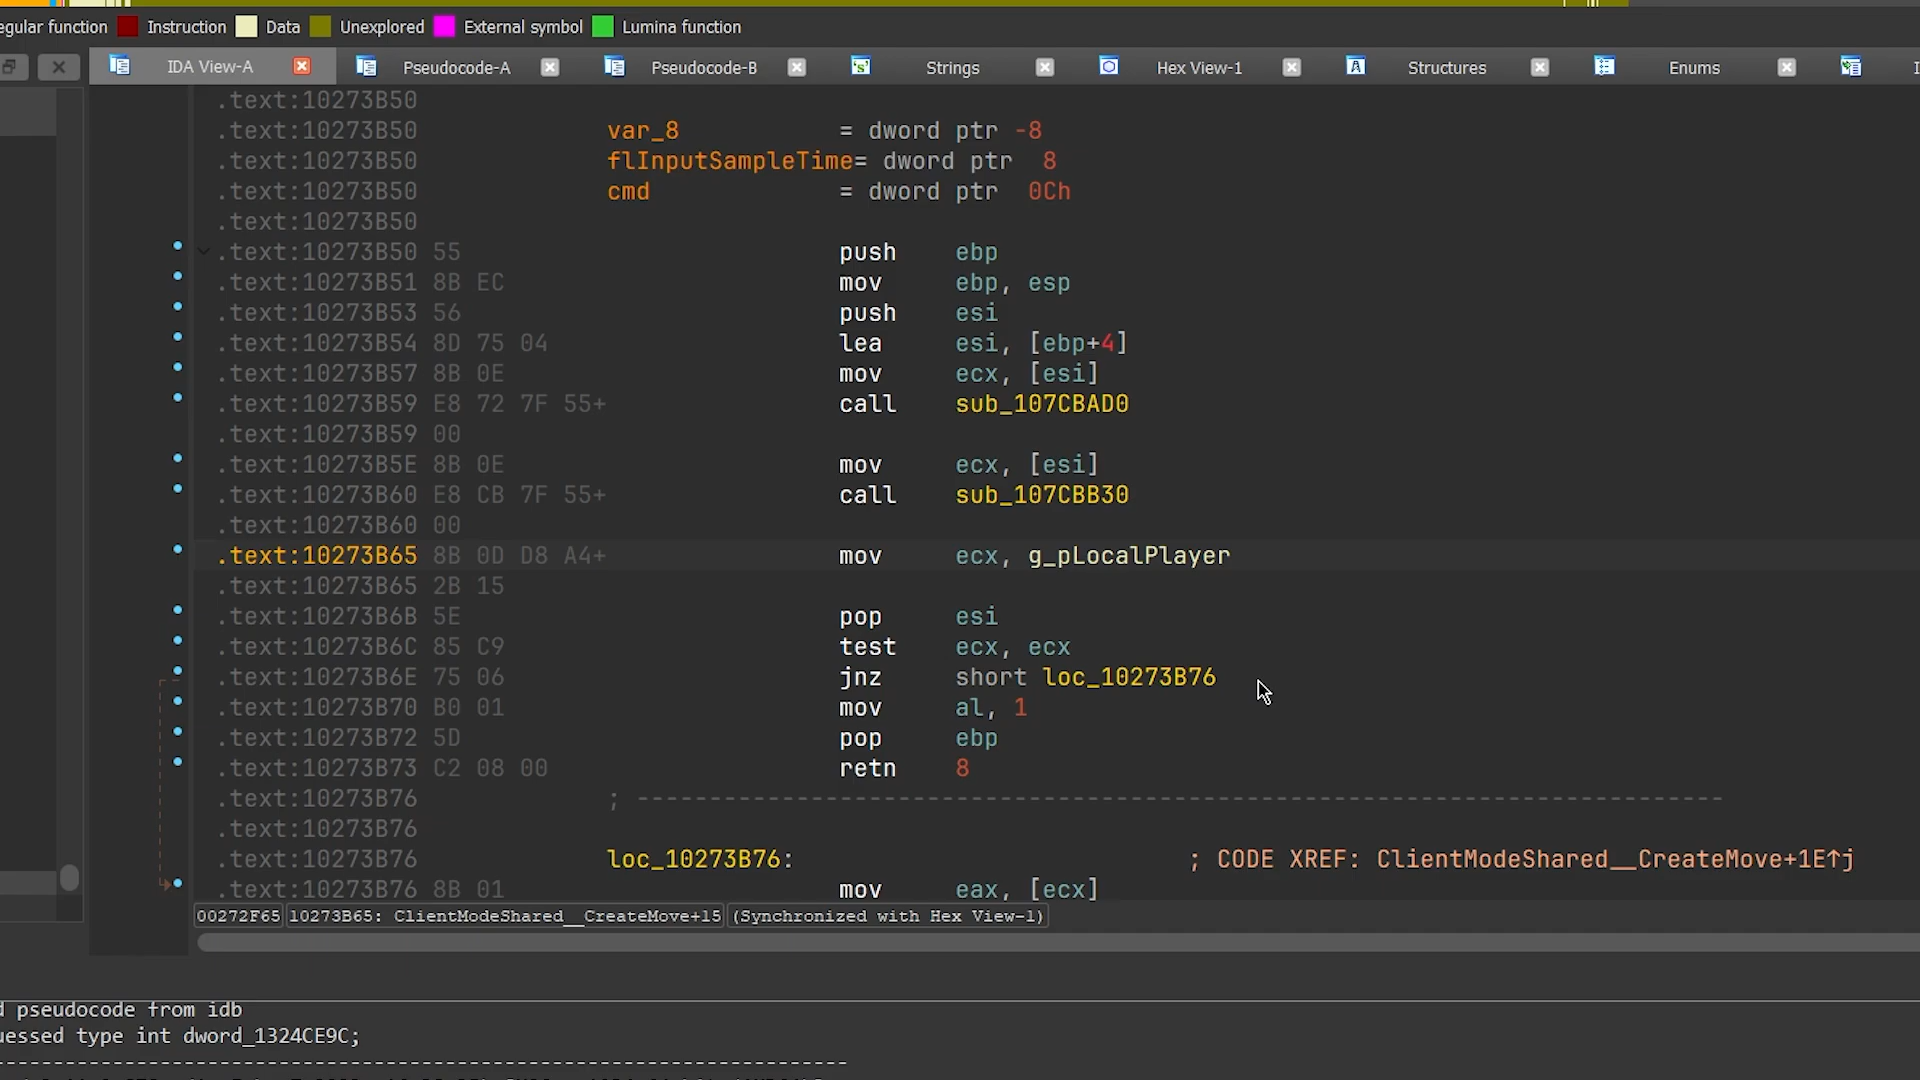 egular function Instruction Data Unexplored External symbol Lumina function
IDA View-A Pseudocode-A Pseudocode-B Strings Hex View-1 Structures Enums
.text:10273B50
.text:10273B50 var_8 = dword ptr -8
.text:10273B50 flInputSampleTime= dword ptr 8
.text:10273B50 cmd = dword ptr 0Ch
.text:10273B50
.text:10273B50 55 push ebp
.text:10273B51 8B EC mov ebp, esp
.text:10273B53 56 push esi
.text:10273B54 8D 75 04 lea esi, [ebp+4]
.text:10273B57 8B 0E mov ecx, [esi]
.text:10273B59 E8 72 7F 55+ call sub_107CBAD0
.text:10273B59 00
.text:10273B5E 8B 0E mov ecx, [esi]
.text:10273B60 E8 CB 7F 55+ call sub_107CBB30
.text:10273B60 00
.text:10273B65 8B 0D D8 A4+ mov ecx, g_pLocalPlayer
.text:10273B65 2B 15
.text:10273B6B 5E pop esi
.text:10273B6C 85 C9 test ecx, ecx
.text:10273B6E 75 06 jnz short loc_10273B76
.text:10273B70 B0 01 mov al, 1
.text:10273B72 5D pop ebp
.text:10273B73 C2 08 00 retn 8
.text:10273B76 ; ---------------------------------------------------------------------------
.text:10273B76
.text:10273B76 loc_10273B76: ; CODE XREF: ClientModeShared__CreateMove+1E↑j
.text:10273B76 8B 01 mov eax, [ecx]
00272F65 10273B65: ClientModeShared__CreateMove+15 (Synchronized with Hex View-1)
d pseudocode from idb
uessed type int dword_1324CE9C;